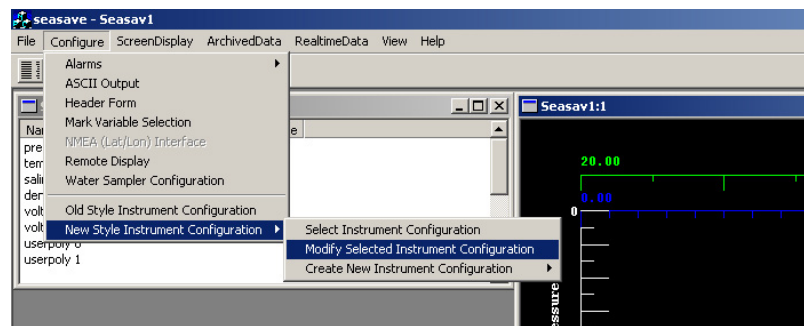 seasave - Seasav1
File Configure ScreenDisplay ArchivedData RealtimeData View Help
Alarms
ASCII Output
Header Form
Mark Variable Selection
NMEA (Lat/Lon) Interface
Remote Display
Water Sampler Configuration
Old Style Instrument Configuration
New Style Instrument Configuration
Select Instrument Configuration
Modify Selected Instrument Configuration
Create New Instrument Configuration
userpoly 0
userpoly 1
Seasav1:1
20.00
0.00
0